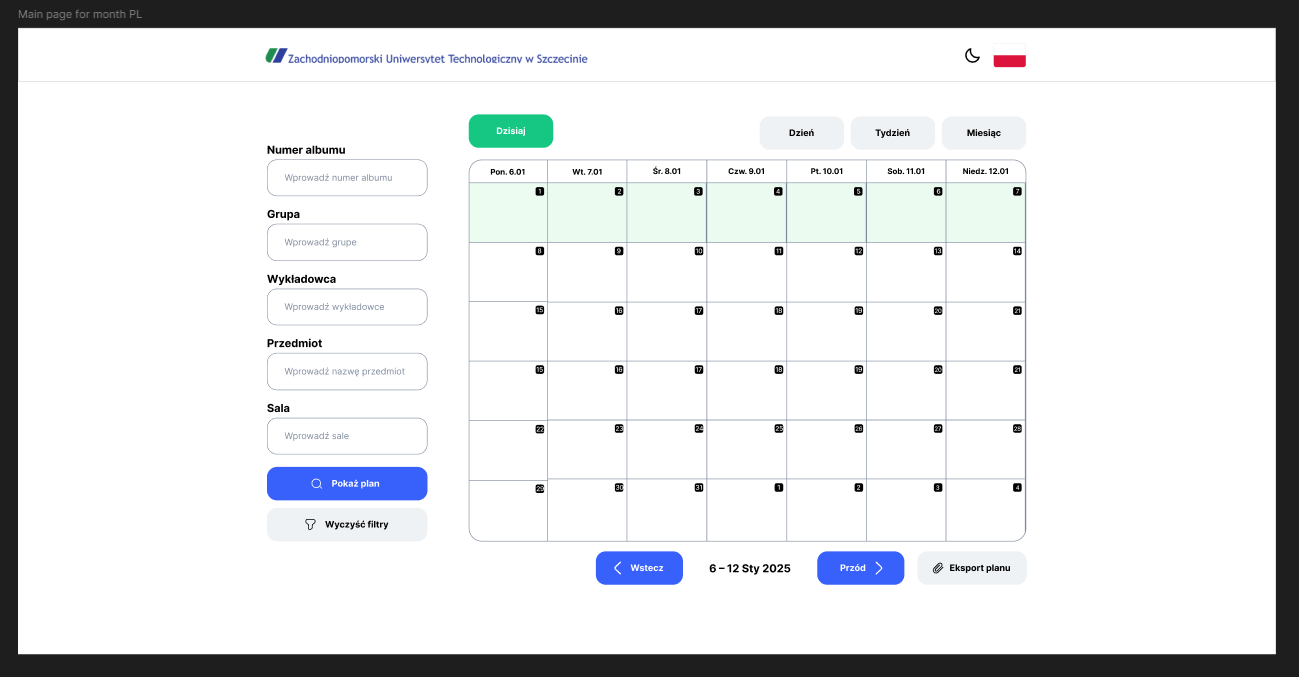 Main page for month PL
Zachodniopomorski Uniwersytet Technologiczny w Szczecinie
Dzisiaj
Dzień
Tydzień
Miesiąc
Numer albumu
Wprowadź numer albumu
Grupa
Wprowadź grupe
Wykładowca
Wprowadź wykładowce
Przedmiot
Wprowadź nazwę przedmiot
Sala
Wprowadź sale
Pokaż plan
Wyczyść filtry
Pon. 6.01 Wt. 7.01 Śr. 8.01 Czw. 9.01 Pt. 10.01 Sob. 11.01 Niedz. 12.01
1 2 3 4 5 6 7
8 9 10 11 12 13 14
15 16 17 18 19 20 21
15 16 17 18 19 20 21
22 23 24 25 26 27 28
29 30 31 1 2 3 4
Wstecz
6 – 12 Sty 2025
Przód
Eksport planu